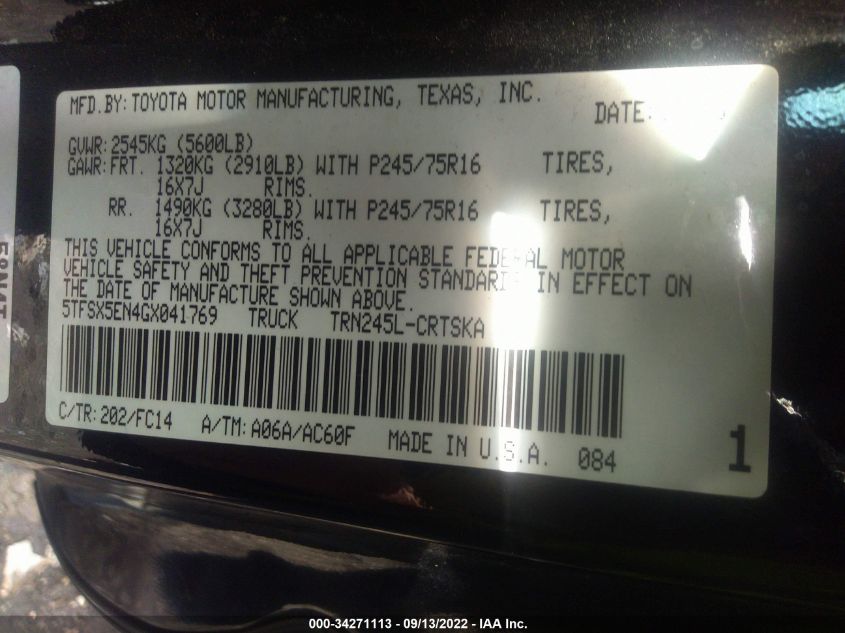 MFD.BY: TOYOTA MOTOR MANUFACTURING, TEXAS, INC.
DATE:
GVWR: 2545KG (5600LB)
GAWR: FRT. 1320KG (2910LB) WITH P245/75R16 TIRES,
16X7J RIMS.
RR. 1490KG (3280LB) WITH P245/75R16 TIRES,
16X7J RIMS.
THIS VEHICLE CONFORMS TO ALL APPLICABLE FEDERAL MOTOR
VEHICLE SAFETY AND THEFT PREVENTION STANDARDS IN EFFECT ON
THE DATE OF MANUFACTURE SHOWN ABOVE.
5TFSX5EN4GX041769 TRUCK TRN245L-CRTSKA
C/TR: 202/FC14 A/TM: A06A/AC60F MADE IN U.S.A. 084 1
000-34271113 - 09/13/2022 - IAA Inc.